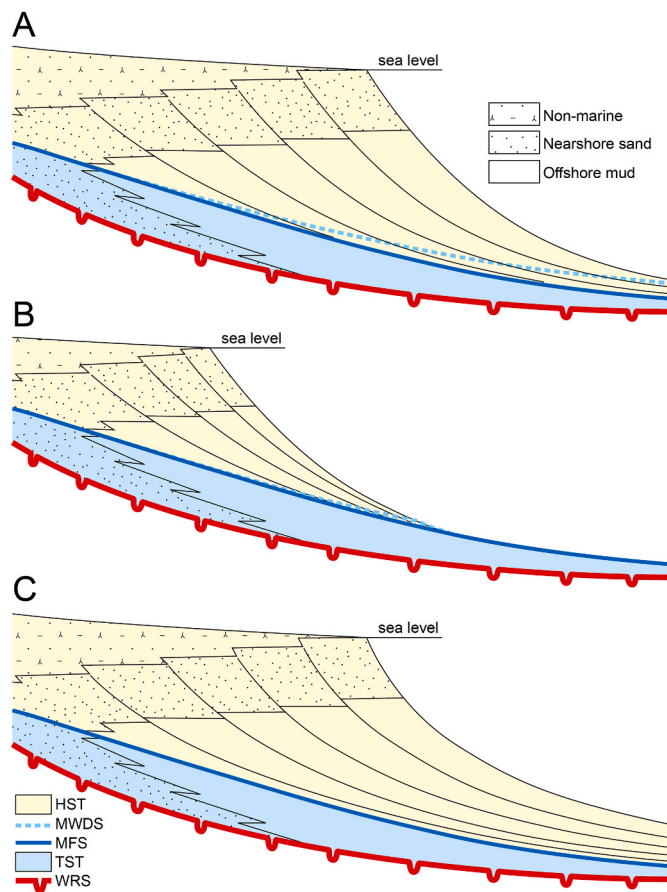 A
sea level
Non-marine
Nearshore sand
Offshore mud
B
sea level
C
sea level
HST
MWDS
MFS
TST
WRS